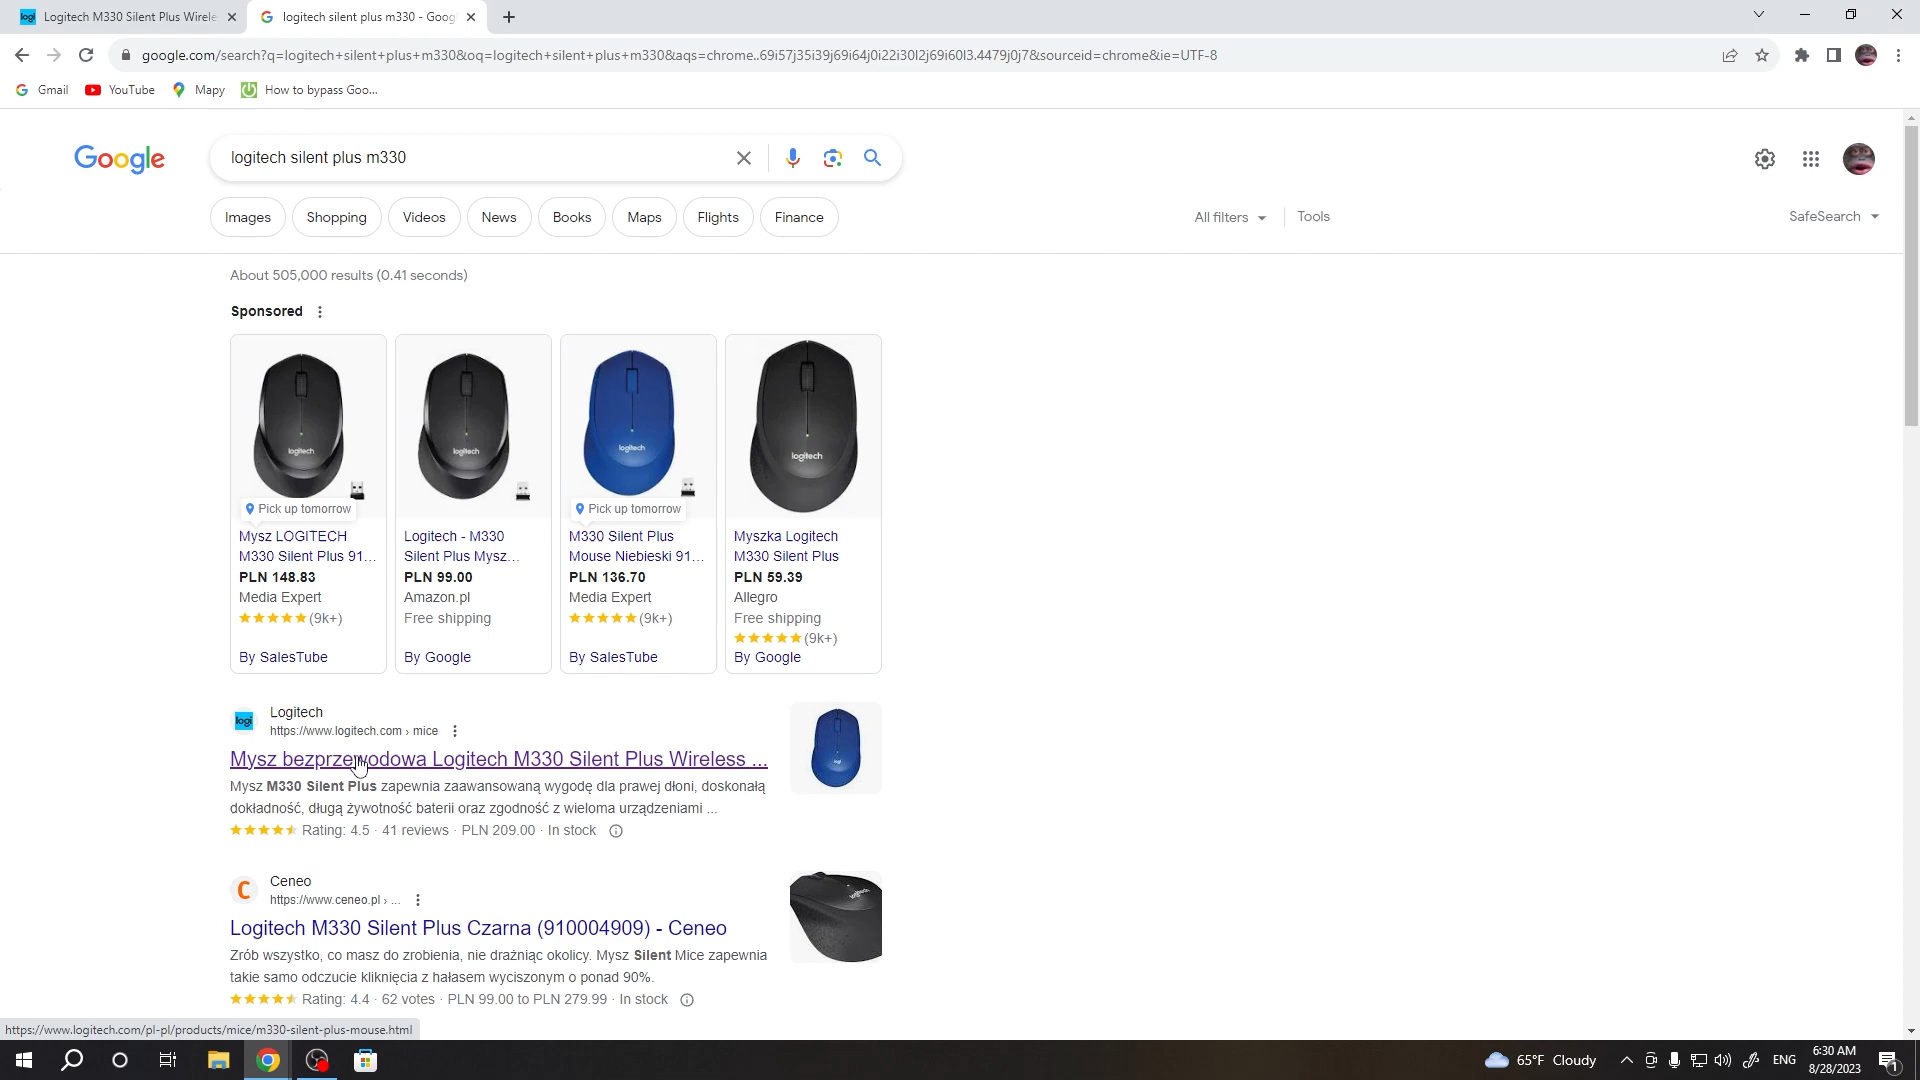 Logitech M330 Silent Plus Wirele
logitech silent plus m330 - Goog
google.com/search?q=logitech+silent+plus+m330&oq=logitech+silent+plus+m330&aqs=chrome..69i57j35i39j69i64j0i22i30l2j69i60l3.4479j0j7&sourceid=chrome&ie=UTF-8
Gmail
YouTube
Mapy
How to bypass Goo...
Google
logitech silent plus m330
Images
Shopping
Videos
News
Books
Maps
Flights
Finance
All filters
Tools
SafeSearch
About 505,000 results (0.41 seconds)
Sponsored
logitech
logitech
logitech
logitech
Pick up tomorrow
Pick up tomorrow
Mysz LOGITECH
M330 Silent Plus 91...
PLN 148.83
Media Expert
(9k+)
By SalesTube
Logitech - M330
Silent Plus Mysz...
PLN 99.00
Amazon.pl
Free shipping
By Google
M330 Silent Plus
Mouse Niebieski 91...
PLN 136.70
Media Expert
(9k+)
By SalesTube
Myszka Logitech
M330 Silent Plus
PLN 59.39
Allegro
Free shipping
(9k+)
By Google
logi
Logitech
https://www.logitech.com › mice
Mysz bezprzewodowa Logitech M330 Silent Plus Wireless ...
Mysz M330 Silent Plus zapewnia zaawansowaną wygodę dla prawej dłoni, doskonałą
dokładność, długą żywotność baterii oraz zgodność z wieloma urządzeniami ...
Rating: 4.5 · 41 reviews · PLN 209.00 · In stock
C
Ceneo
https://www.ceneo.pl › ...
Logitech M330 Silent Plus Czarna (910004909) - Ceneo
Zrób wszystko, co masz do zrobienia, nie drażniąc okolicy. Mysz Silent Mice zapewnia
takie samo odczucie kliknięcia z hałasem wyciszonym o ponad 90%.
Rating: 4.4 · 62 votes · PLN 99.00 to PLN 279.99 · In stock
https://www.logitech.com/pl-pl/products/mice/m330-silent-plus-mouse.html
65°F Cloudy
ENG
6:30 AM
8/28/2023
1